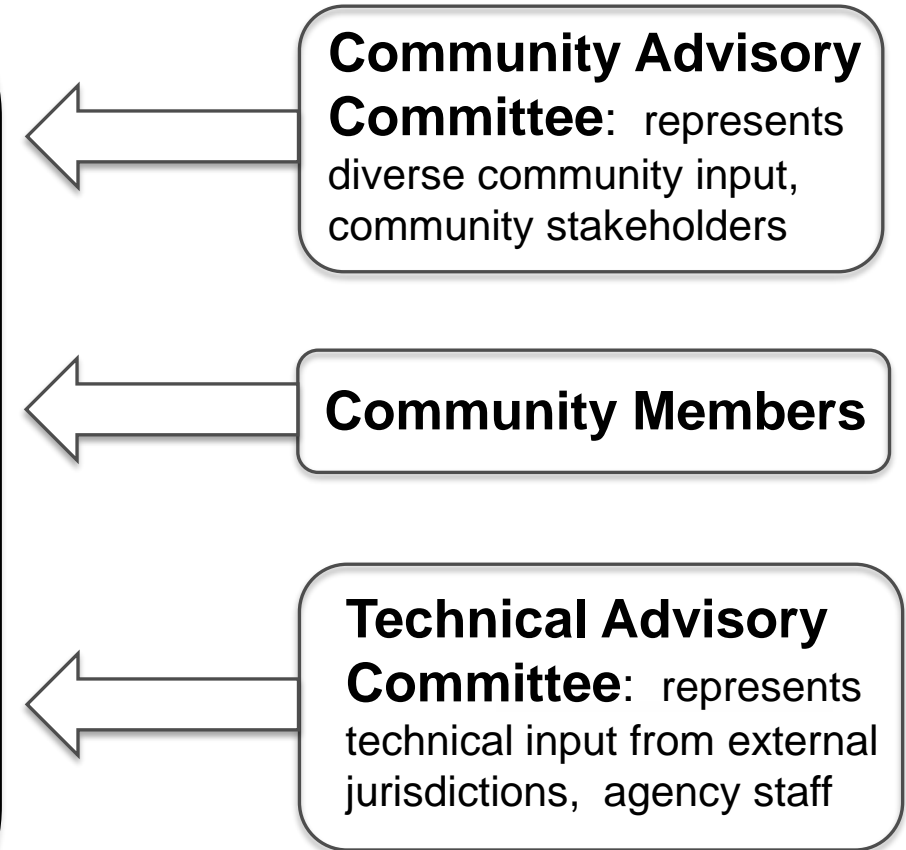 Community Advisory
Committee:  represents
diverse community input,
community stakeholders
Community Members
Technical Advisory
Committee:  represents
technical input from external
jurisdictions,  agency staff